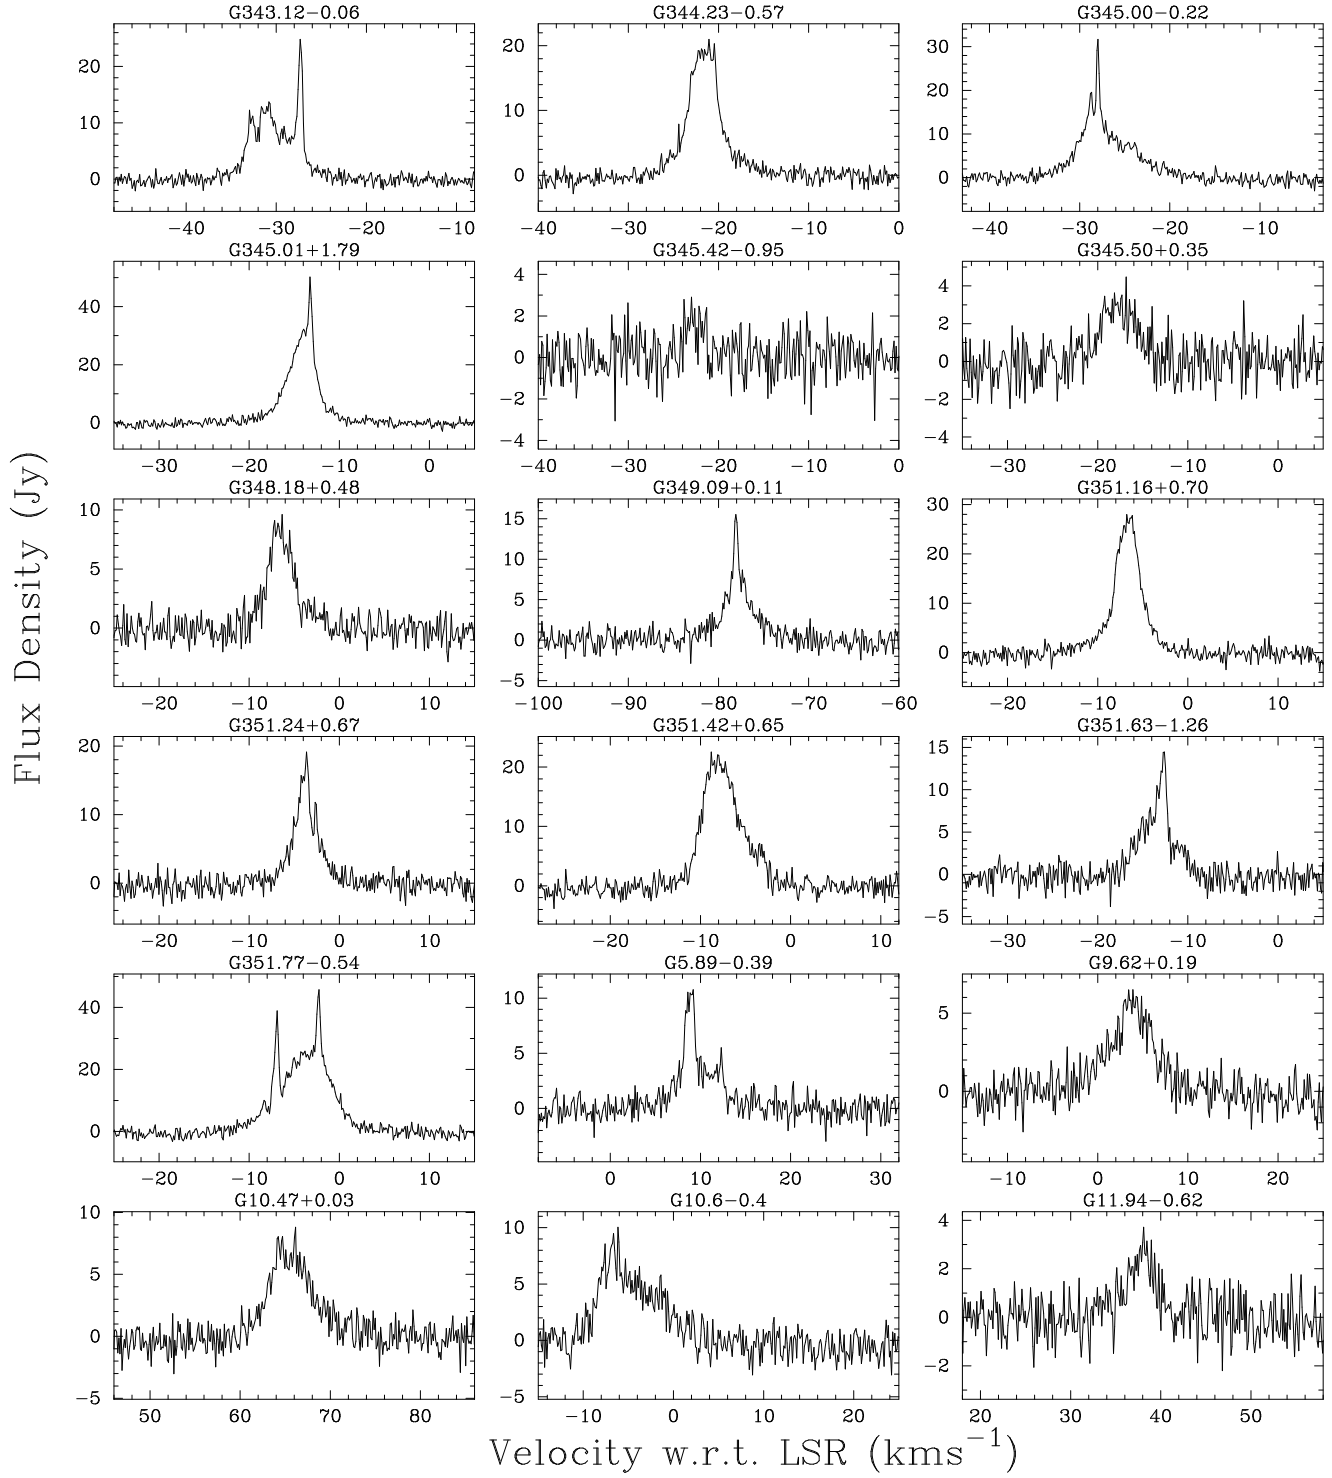 G343.12−0.06 G344.23−0.57 G345.00−0.22
20 10 0 −40 −30 −20 −10
20 10 0 −40 −30 −20 −10 0
30 20 10 0 −40 −30 −20 −10
G345.01+1.79 G345.42−0.95 G345.50+0.35
40 20 0 −30 −20 −10 0
4 2 0 −2 −4 −40 −30 −20 −10 0
4 2 0 −2 −4 −30 −20 −10 0
G348.18+0.48 G349.09+0.11 G351.16+0.70
10 5 0 −20 −10 0 10
15 10 5 0 −5 −100 −90 −80 −70 −60
30 20 10 0 −20 −10 0 10
G351.24+0.67 G351.42+0.65 G351.63−1.26
20 10 0 −20 −10 0 10
20 10 0 −20 −10 0 10
15 10 5 0 −5 −30 −20 −10 0
G351.77−0.54 G5.89−0.39 G9.62+0.19
40 20 0 −20 −10 0 10
10 5 0 0 10 20 30
5 0 −10 0 10 20
G10.47+0.03 G10.6−0.4 G11.94−0.62
10 5 0 −5 50 60 70 80
10 5 0 −5 −10 0 10 20
4 2 0 −2 20 30 40 50
Flux Density (Jy)
Velocity w.r.t. LSR (kms−1)